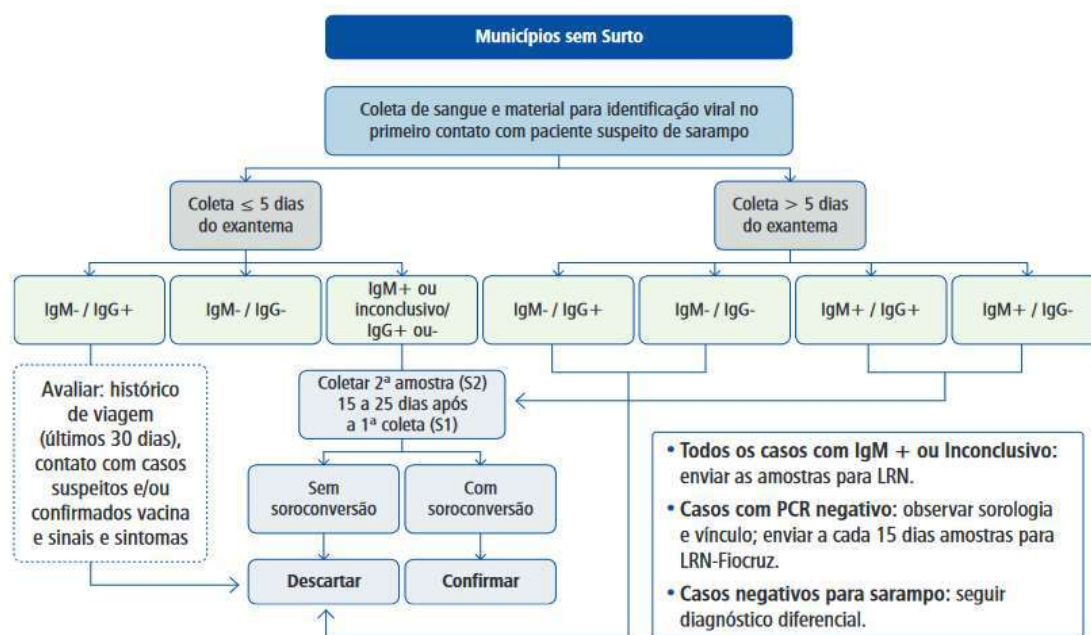 Municípios sem Surto
Coleta de sangue e material para identificação viral no
primeiro contato com paciente suspeito de sarampo
Coleta ≤ 5 dias
do exantema
Coleta > 5 dias
do exantema
IgM- / IgG+
IgM- / IgG-
IgM+ ou
inconclusivo/
IgG+ ou-
IgM- / IgG+
IgM- / IgG-
IgM+ / IgG+
IgM+ / IgG-
Avaliar: histórico
de viagem
(últimos 30 dias),
contato com casos
suspeitos e/ou
confirmados vacina
e sinais e sintomas
Coletar 2ª amostra (S2)
15 a 25 dias após
a 1ª coleta (S1)
Sem
soroconversão
Com
soroconversão
Descartar
Confirmar
• Todos os casos com IgM + ou Inconclusivo:
enviar as amostras para LRN.
• Casos com PCR negativo: observar sorologia
e vínculo; enviar a cada 15 dias amostras para
LRN-Fiocruz.
• Casos negativos para sarampo: seguir
diagnóstico diferencial.